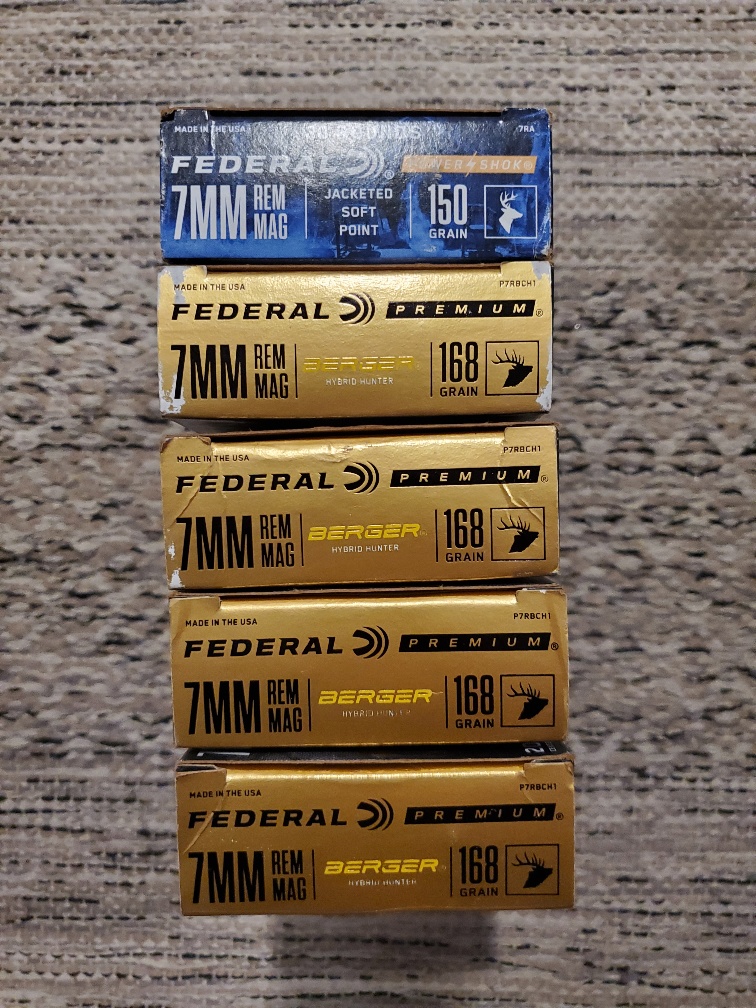 MADE IN THE USA 20 ROUNDS 7RA
FEDERAL® POWER SHOK®
7MM REM MAG JACKETED SOFT POINT 150 GRAIN
MADE IN THE USA P7RBCH1
FEDERAL PREMIUM®
7MM REM MAG BERGER HYBRID HUNTER 168 GRAIN
MADE IN THE USA P7RBCH1
FEDERAL PREMIUM®
7MM REM MAG BERGER HYBRID HUNTER 168 GRAIN
MADE IN THE USA P7RBCH1
FEDERAL PREMIUM®
7MM REM MAG BERGER HYBRID HUNTER 168 GRAIN
MADE IN THE USA P7RBCH1
FEDERAL PREMIUM®
7MM REM MAG BERGER HYBRID HUNTER 168 GRAIN